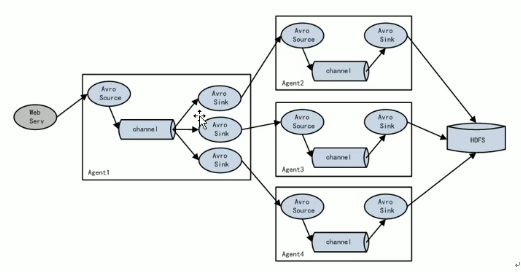 Web
Serv
Avro
Source
channel
Avro
Sink
Avro
Sink
Avro
Sink
Agent1
Avro
Source
Avro
Sink
channel
Agent2
Avro
Source
Avro
Sink
channel
Agent3
Avro
Source
Avro
Sink
channel
Agent4
HDFS